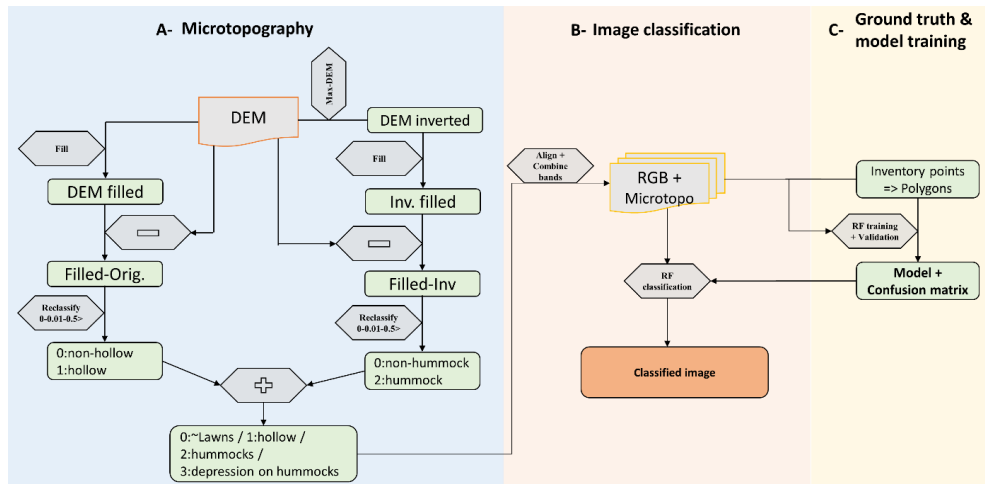 A- Microtopography
B- Image classification
C- Ground truth &
model training
Max-DEM
DEM
DEM inverted
Fill
Fill
DEM filled
Inv. filled
Filled-Orig.
Filled-Inv
Reclassify
0-0.01-0.5>
Reclassify
0-0.01-0.5>
0:non-hollow
1:hollow
0:non-hummock
2:hummock
0:~Lawns / 1:hollow /
2:hummocks /
3:depression on hummocks
Align +
Combine
bands
RGB +
Microtopo
RF
classification
Classified image
Inventory points
=> Polygons
RF training
+ Validation
Model +
Confusion matrix